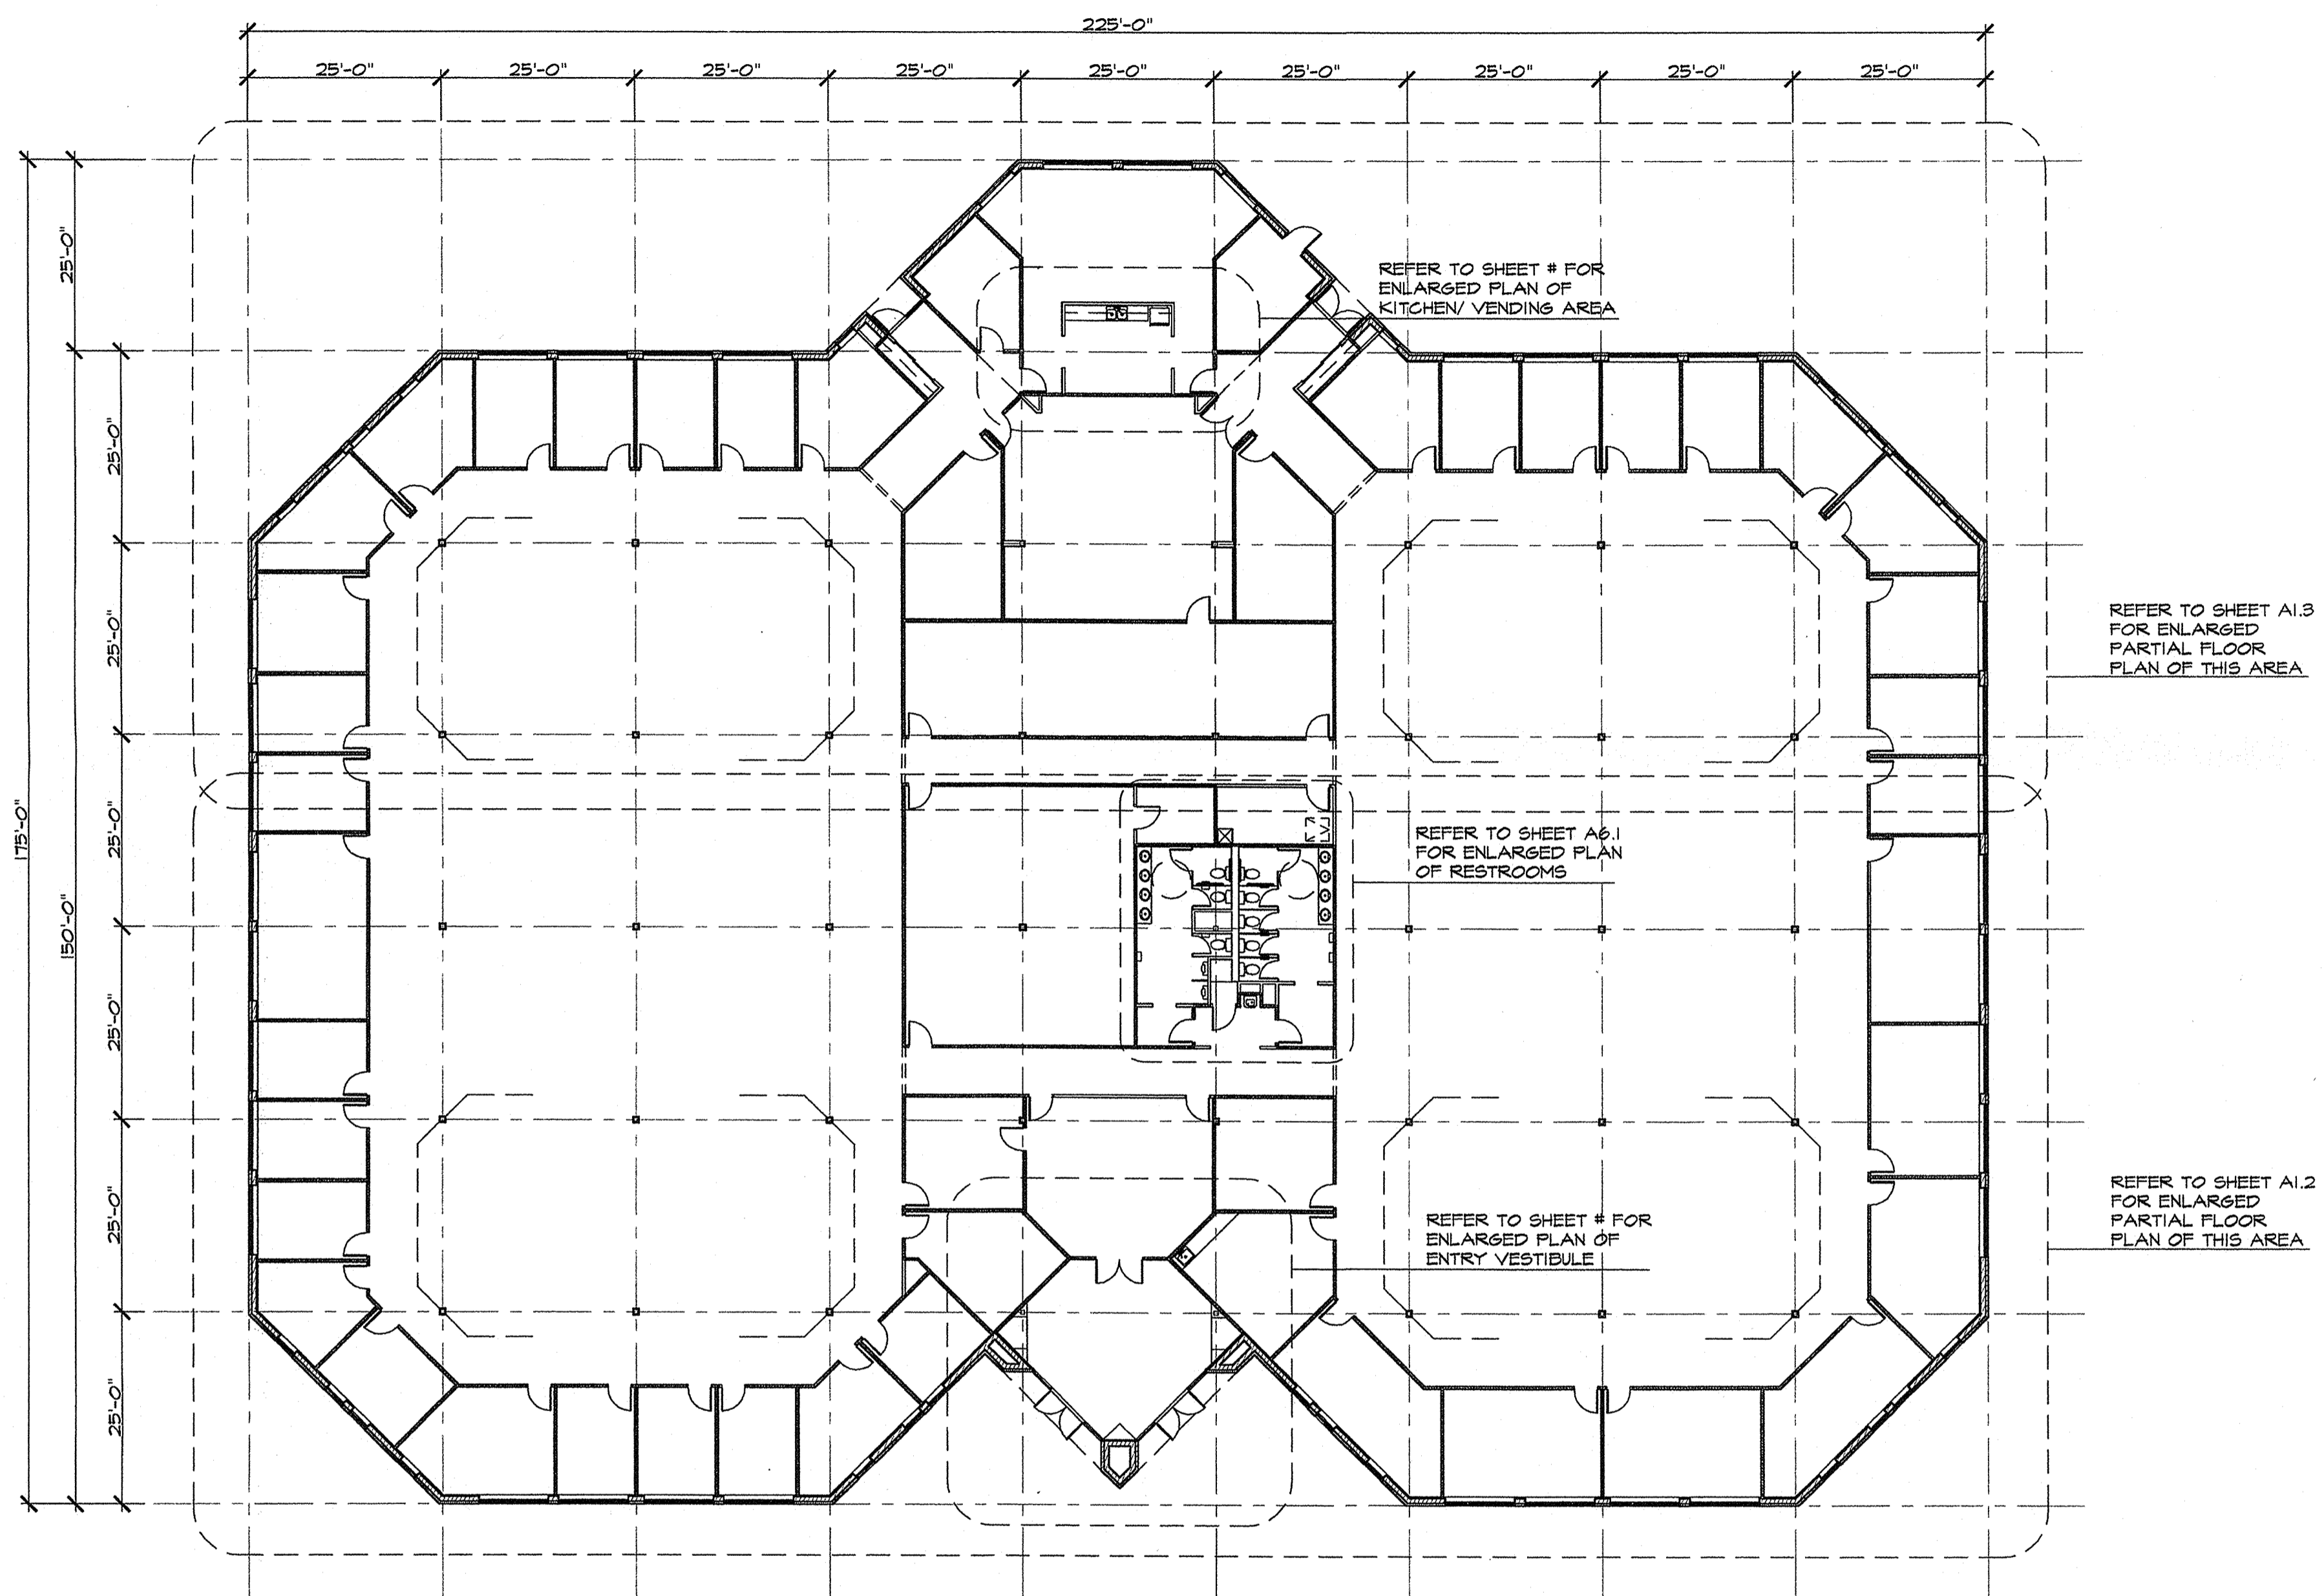 225'-0"
25'-0" 25'-0" 25'-0" 25'-0" 25'-0" 25'-0" 25'-0" 25'-0" 25'-0"
25'-0"
REFER TO SHEET # FOR
ENLARGED PLAN OF
KITCHEN/ VENDING AREA
25'-0"
25'-0"
REFER TO SHEET A1.3
FOR ENLARGED
PARTIAL FLOOR
PLAN OF THIS AREA
175'-0"
25'-0"
REFER TO SHEET A6.1
FOR ENLARGED PLAN
OF RESTROOMS
150'-0"
25'-0"
25'-0"
REFER TO SHEET # FOR
ENLARGED PLAN OF
ENTRY VESTIBULE
REFER TO SHEET A1.2
FOR ENLARGED
PARTIAL FLOOR
PLAN OF THIS AREA
25'-0"